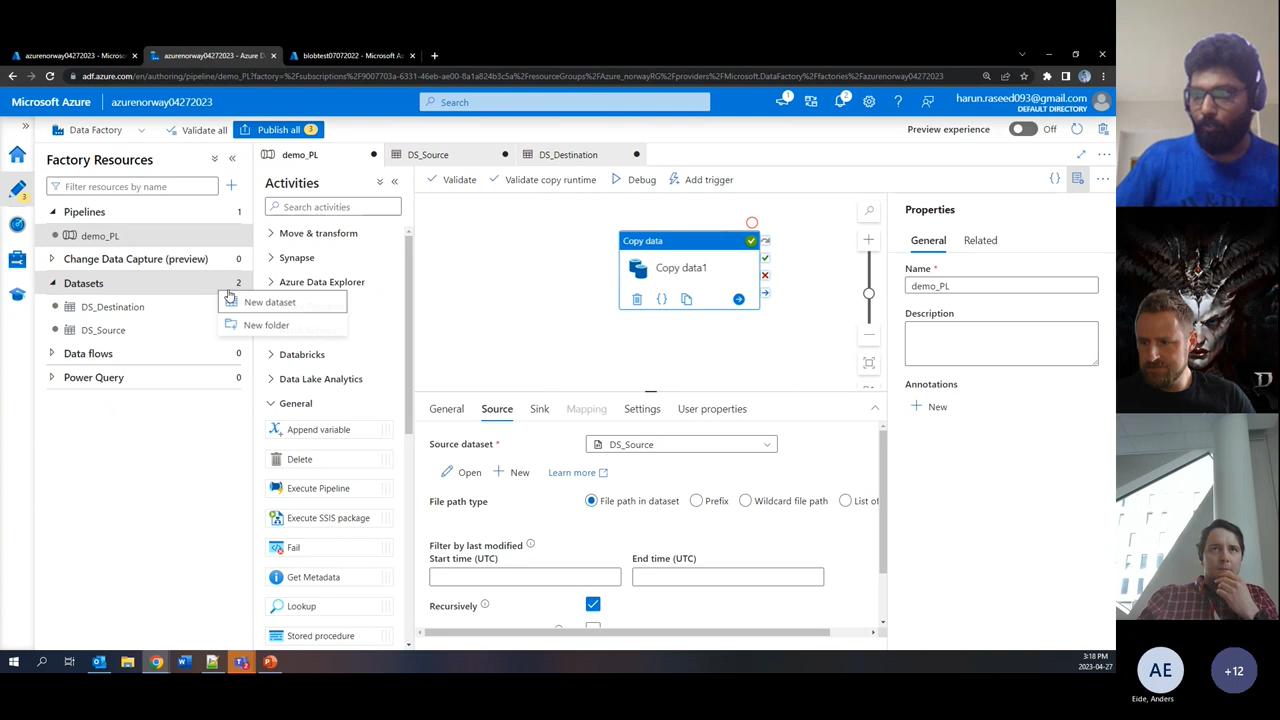 azurenorway04272023 - Microso
azurenorway04272023 - Azure D
blobtest07072022 - Microsoft A
adf.azure.com/en/authoring/pipeline/demo_PL?factory=%2Fsubscriptions%2F9007703a-6331-46eb-ae00-8a1a824b3c5a%2FresourceGroups%2FAzure_norwayRG%2Fproviders%2FMicrosoft.DataFactory%2Ffactories%2Fazurenorway04272023
Microsoft Azure
azurenorway04272023
Search
1
2
harun.raseed093@gmail.com
DEFAULT DIRECTORY
Data Factory
Validate all
Publish all
3
Preview experience
Off
Factory Resources
Filter resources by name
3
Pipelines
1
demo_PL
Change Data Capture (preview)
0
Datasets
2
DS_Destination
DS_Source
Data flows
0
Power Query
0
New dataset
New folder
demo_PL
DS_Source
DS_Destination
Activities
Search activities
Move & transform
Synapse
Azure Data Explorer
Databricks
Data Lake Analytics
General
Append variable
Delete
Execute Pipeline
Execute SSIS package
Fail
Get Metadata
Lookup
Stored procedure
Validate
Validate copy runtime
Debug
Add trigger
Copy data
Copy data1
General
Source
Sink
Mapping
Settings
User properties
Source dataset *
DS_Source
Open
New
Learn more
File path type
File path in dataset
Prefix
Wildcard file path
List of
Filter by last modified
Start time (UTC)
End time (UTC)
Recursively
Properties
General
Related
Name *
demo_PL
Description
Annotations
New
3:18 PM
2023-04-27
AE
Eide, Anders
+12